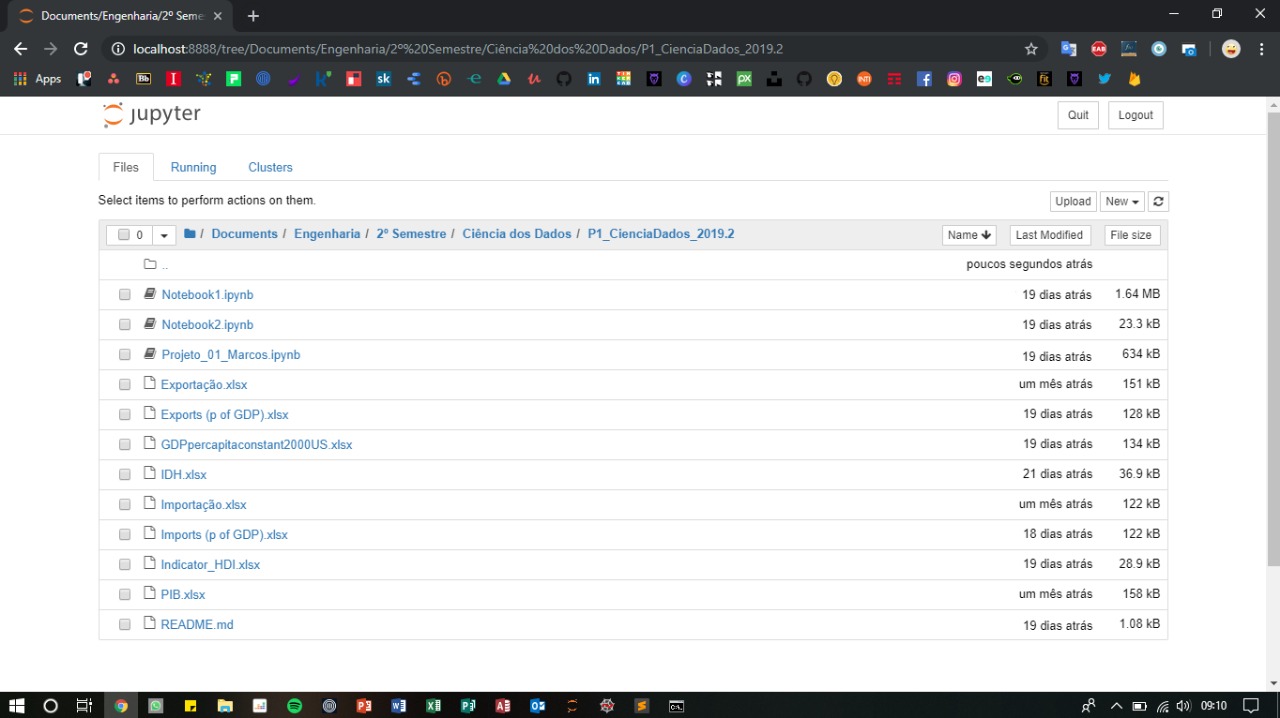 Documents/Engenharia/2º Seme
localhost:8888/tree/Documents/Engenharia/2º%20Semestre/Ciência%20dos%20Dados/P1_CienciaDados_2019.2
Apps
jupyter
Quit Logout
Files Running Clusters
Select items to perform actions on them.
Upload New
0 / Documents / Engenharia / 2º Semestre / Ciência dos Dados / P1_CienciaDados_2019.2 Name Last Modified File size
.. poucos segundos atrás
Notebook1.ipynb 19 dias atrás 1.64 MB
Notebook2.ipynb 19 dias atrás 23.3 kB
Projeto_01_Marcos.ipynb 19 dias atrás 634 kB
Exportação.xlsx um mês atrás 151 kB
Exports (p of GDP).xlsx 19 dias atrás 128 kB
GDPpercapitaconstant2000US.xlsx 19 dias atrás 134 kB
IDH.xlsx 21 dias atrás 36.9 kB
Importação.xlsx um mês atrás 122 kB
Imports (p of GDP).xlsx 18 dias atrás 122 kB
Indicator_HDI.xlsx 19 dias atrás 28.9 kB
PIB.xlsx um mês atrás 158 kB
README.md 19 dias atrás 1.08 kB
09:10